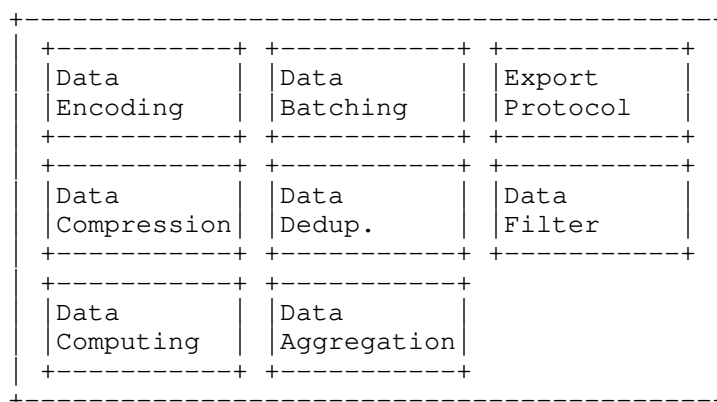 Data Data Export
Encoding Batching Protocol
Data Data Data
Compression Dedup. Filter
Data Data
Computing Aggregation